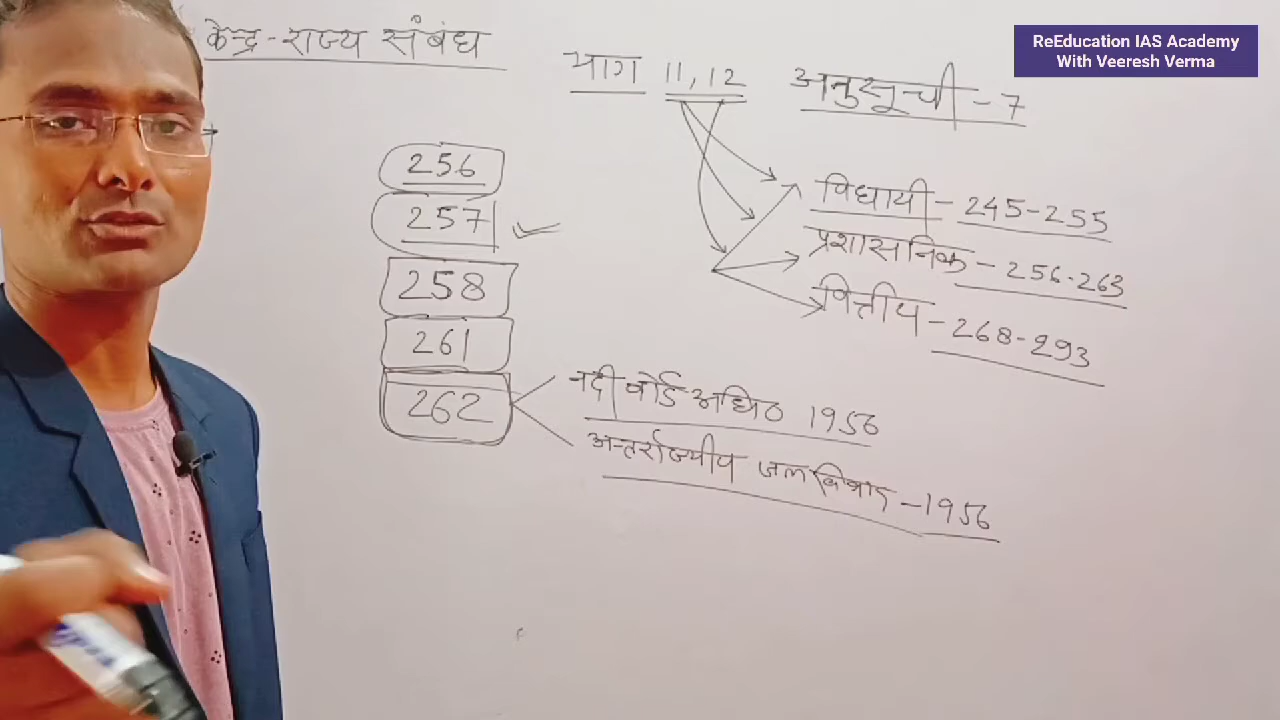 केन्द्र-राज्य संबंध
भाग 11, 12 अनुसूची - 7
ReEducation IAS Academy
With Veeresh Verma
256
257
258
261
262
विधायी - 245-255
प्रशासनिक - 256-263
वित्तीय - 268-293
नदी बोर्ड अधि० 1956
अन्तर्राज्यीय जल विवाद - 1956